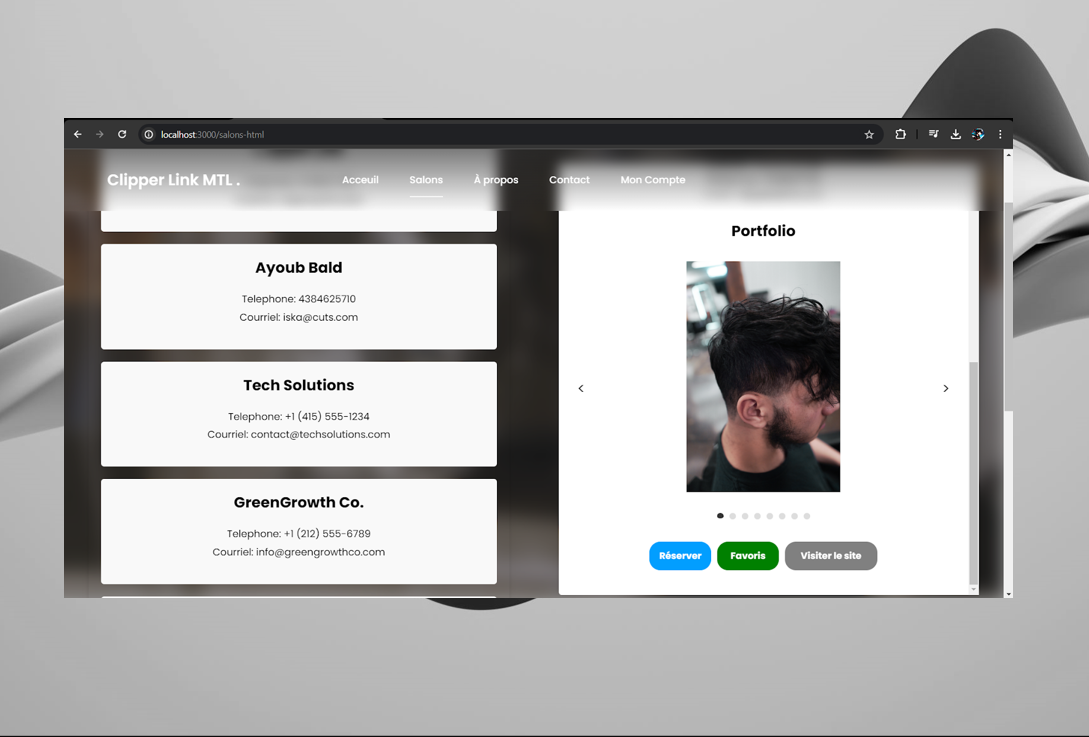 localhost:3000/salons-html
Clipper Link MTL .
Acceuil
Salons
À propos
Contact
Mon Compte
Ayoub Bald
Telephone: 4384625710
Courriel: iska@cuts.com
Tech Solutions
Telephone: +1 (415) 555-1234
Courriel: contact@techsolutions.com
GreenGrowth Co.
Telephone: +1 (212) 555-6789
Courriel: info@greengrowthco.com
Portfolio
Réserver
Favoris
Visiter le site